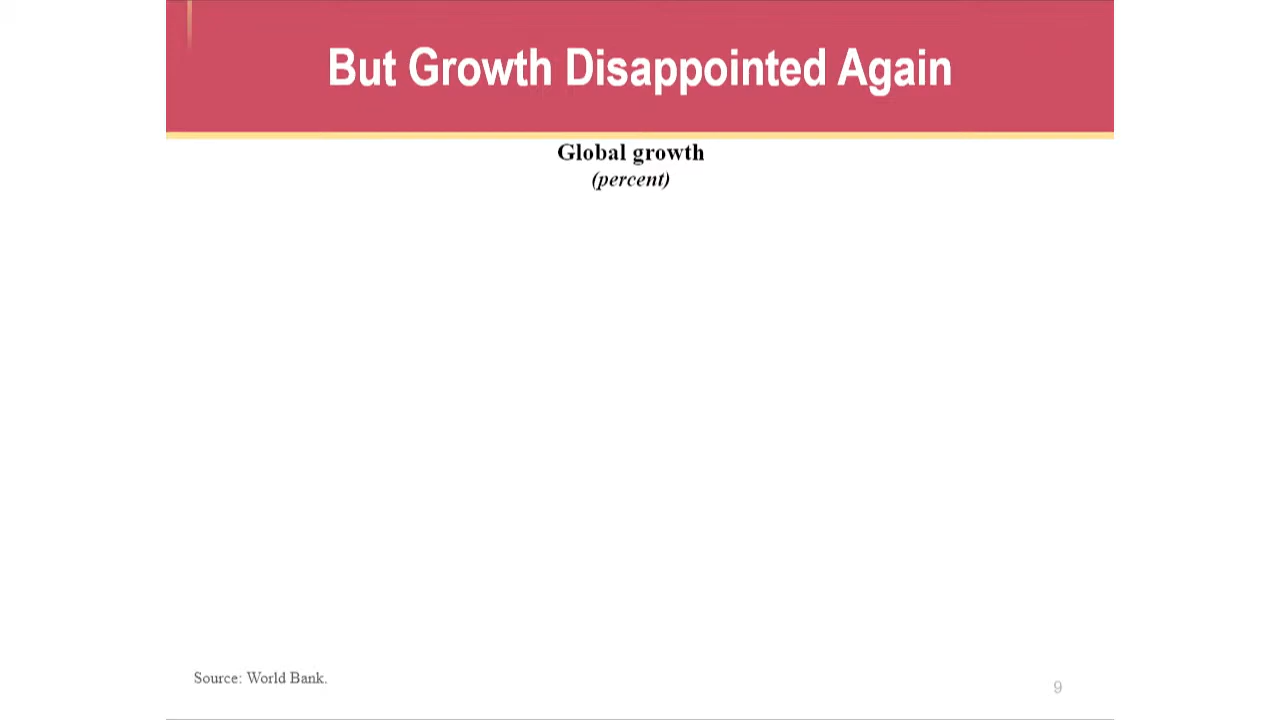 But Growth Disappointed Again
Global growth
(percent)
Source: World Bank.
9